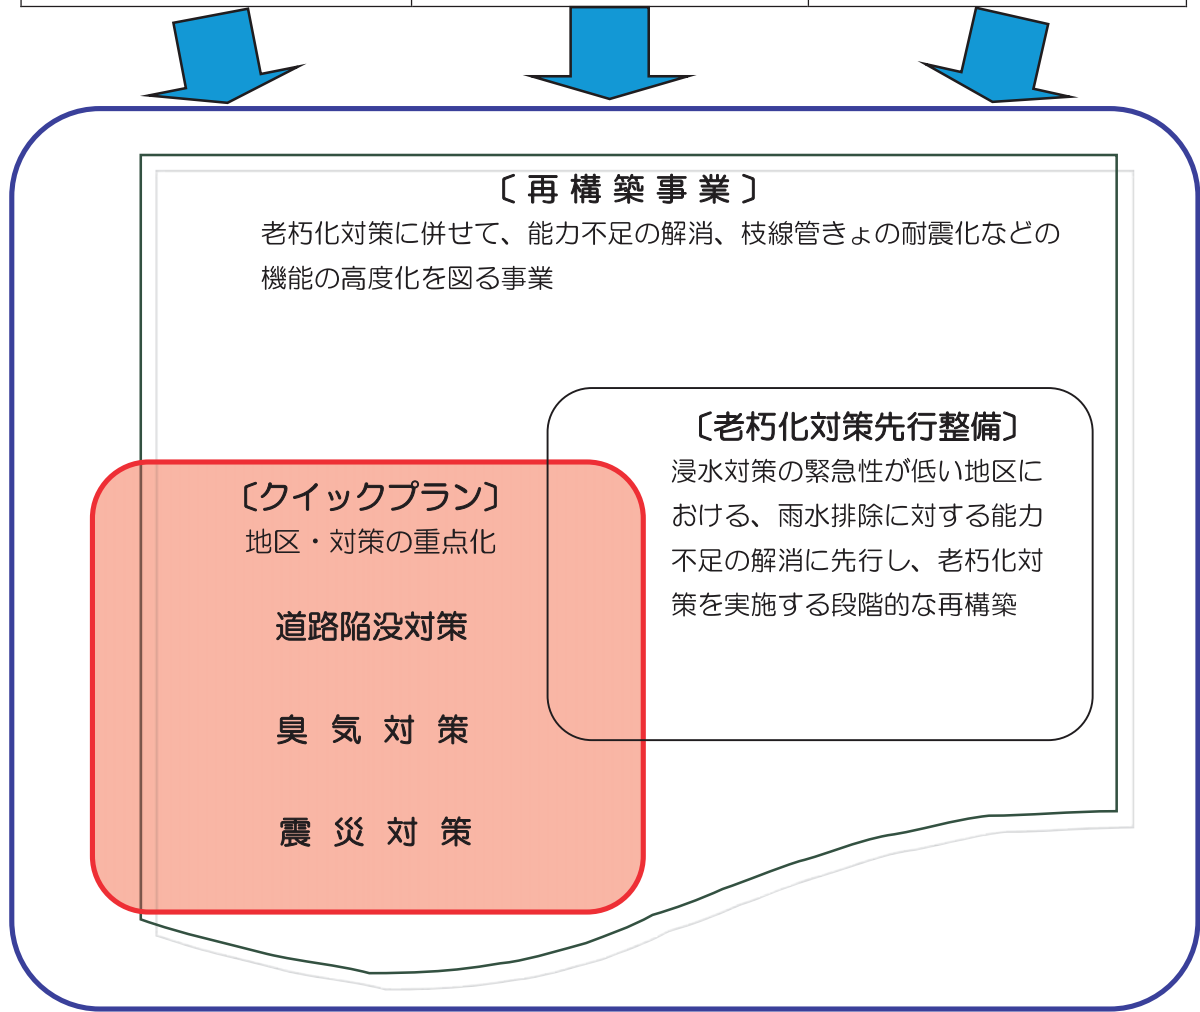 〔再構築事業〕
老朽化対策に併せて、能力不足の解消、枝線管きょの耐震化などの
機能の高度化を図る事業
〔老朽化対策先行整備〕
浸水対策の緊急性が低い地区に
おける、雨水排除に対する能力
不足の解消に先行し、老朽化対
策を実施する段階的な再構築
〔クイックプラン〕
地区・対策の重点化
道路陥没対策
臭気対策
震災対策